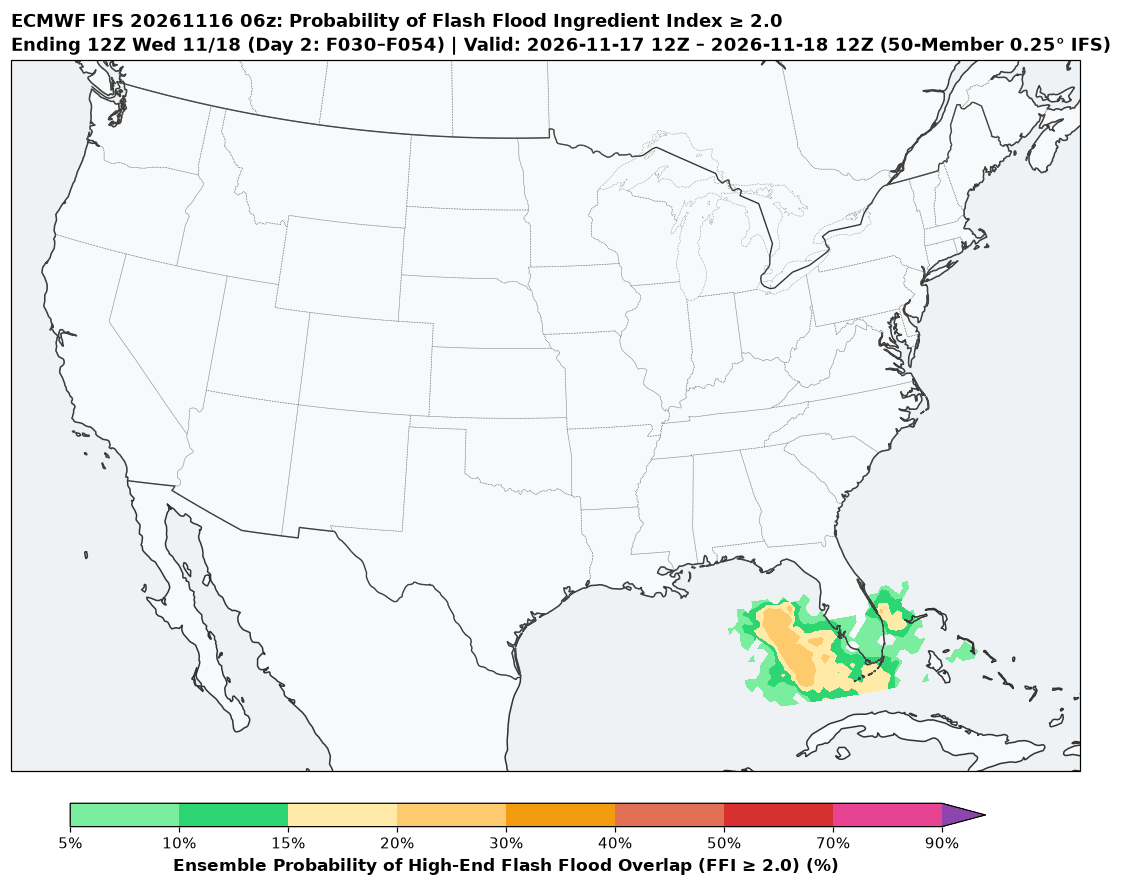 ECMWF IFS 20261116 06z: Probability of Flash Flood Ingredient Index ≥ 2.0
Ending 12Z Wed 11/18 (Day 2: F030–F054) | Valid: 2026-11-17 12Z – 2026-11-18 12Z (50-Member 0.25° IFS)
5% 10% 15% 20% 30% 40% 50% 70% 90%
Ensemble Probability of High-End Flash Flood Overlap (FFI ≥ 2.0) (%)